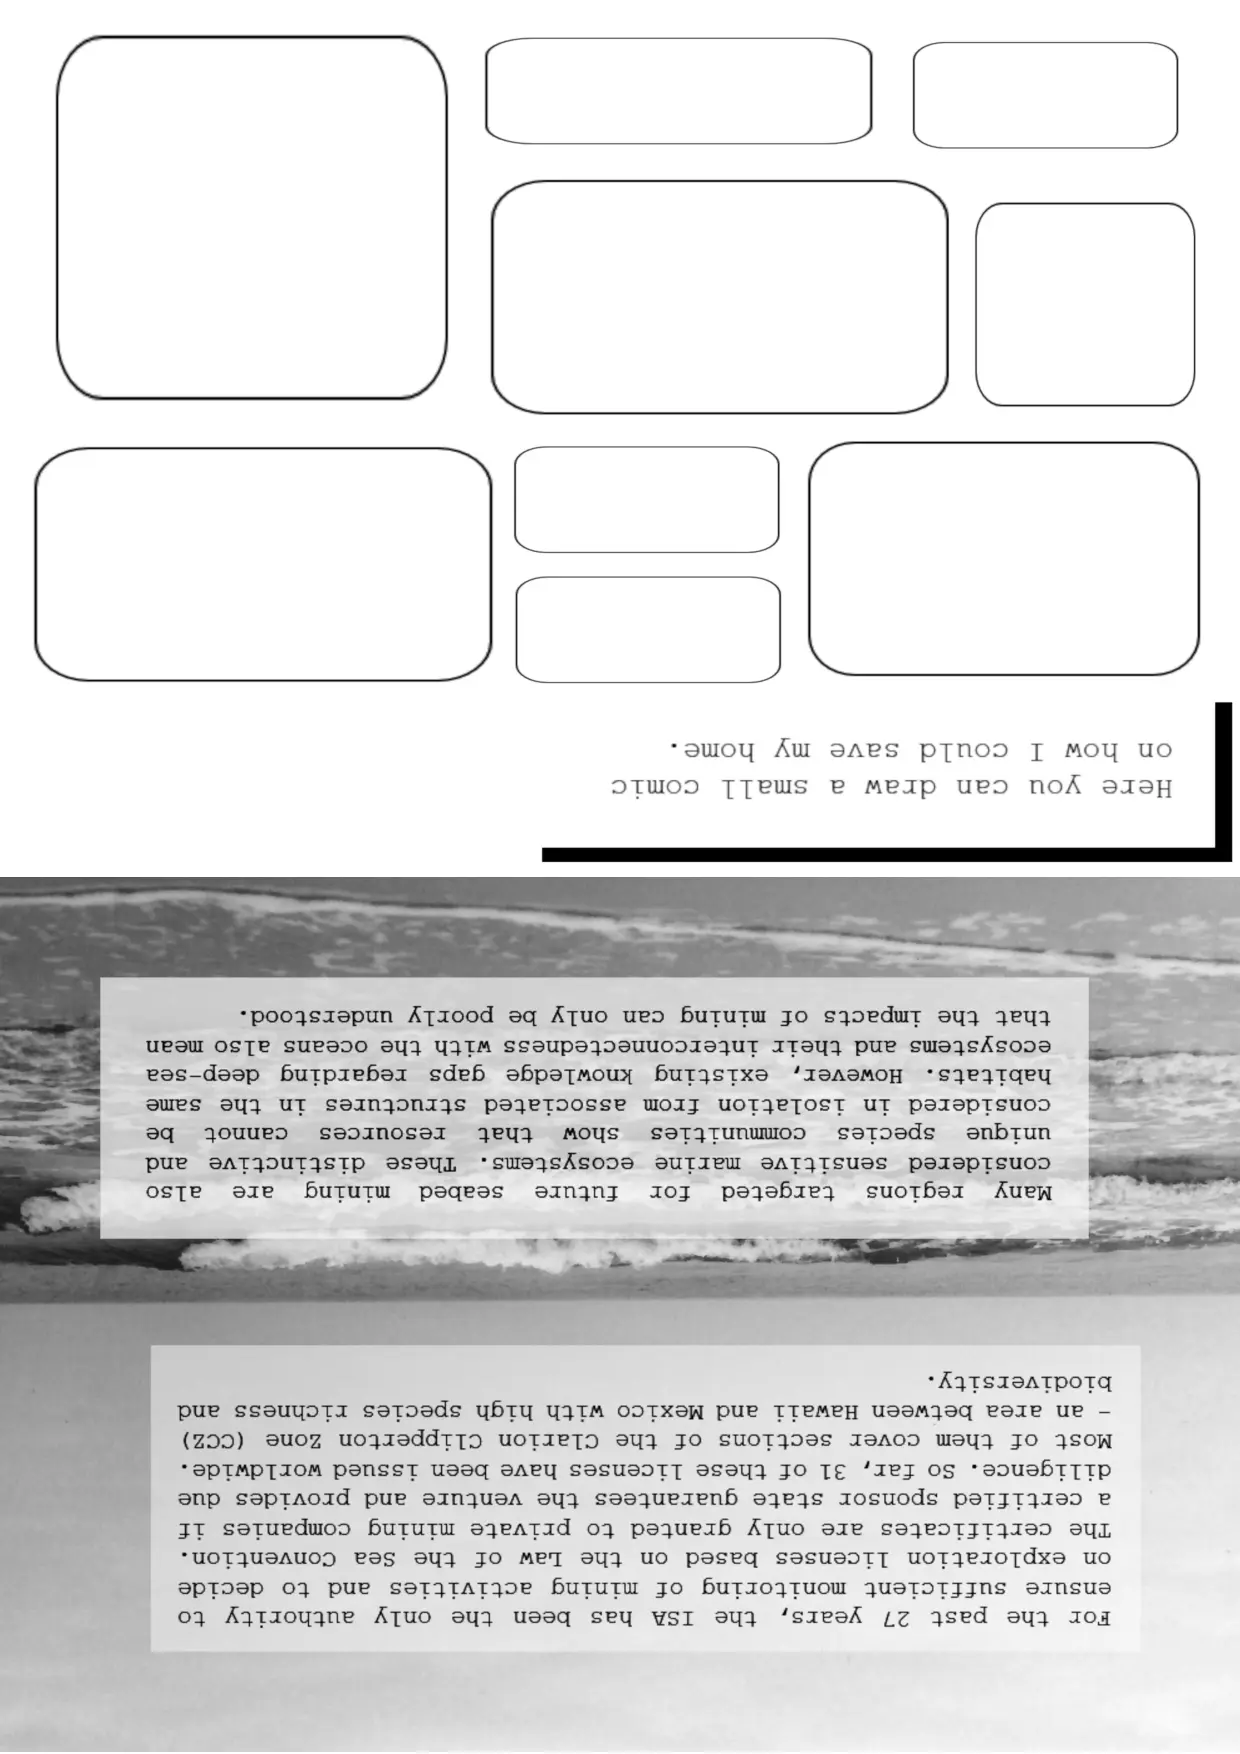 For the past 27 years, the ISA has been the only authority to
ensure sufficient monitoring of mining activities and to decide
on exploration licenses based on the Law of the Sea Convention.
The certificates are only granted to private mining companies if
a certified sponsor state guarantees the venture and provides due
diligence. So far, 31 of these licenses have been issued worldwide.
Most of them cover sections of the Clarion Clipperton Zone (CCZ)
- an area between Hawaii and Mexico with high species richness and
biodiversity.
Many regions targeted for future seabed mining are also
considered sensitive marine ecosystems. These distinctive and
unique species communities show that resources cannot be
considered in isolation from associated structures in the same
habitats. However, existing knowledge gaps regarding deep-sea
ecosystems and their interconnectedness with the oceans also mean
that the impacts of mining can only be poorly understood.
Here you can draw a small comic
on how I could save my home.